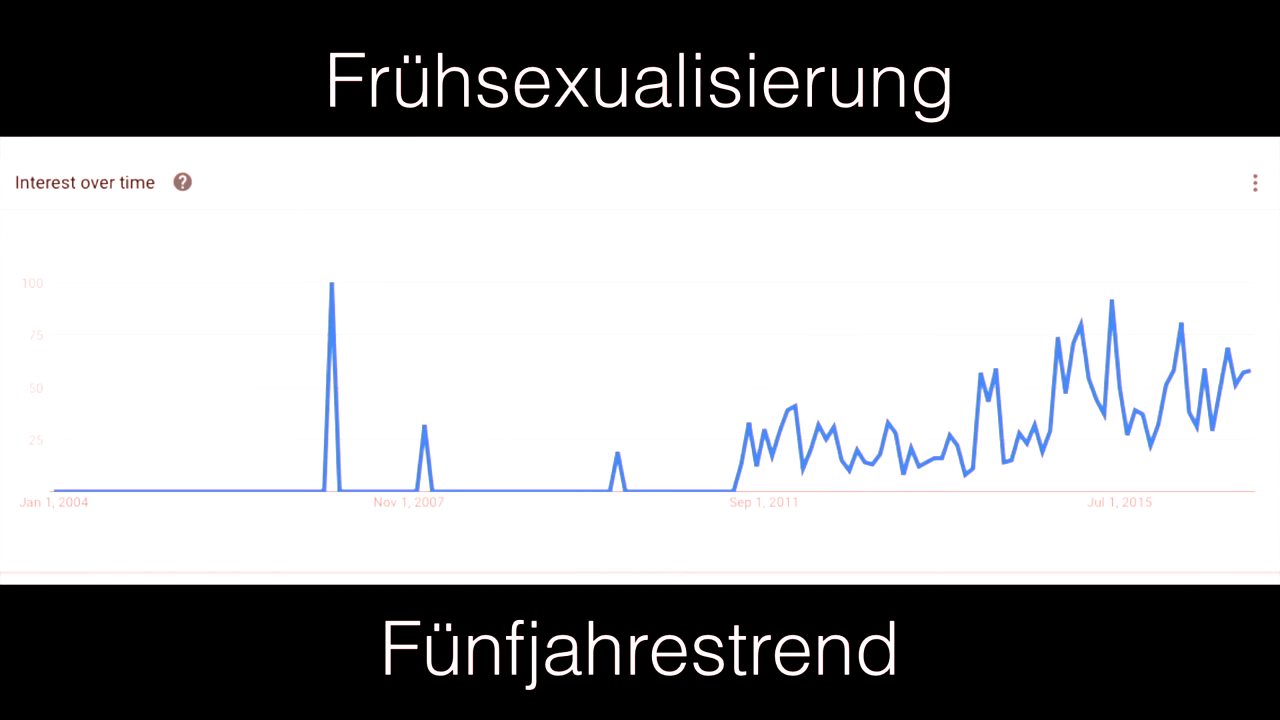 Frühsexualisierung
Interest over time ?
100
75
50
25
Jan 1, 2004 Nov 1, 2007 Sep 1, 2011 Jul 1, 2015
Fünfjahrestrend